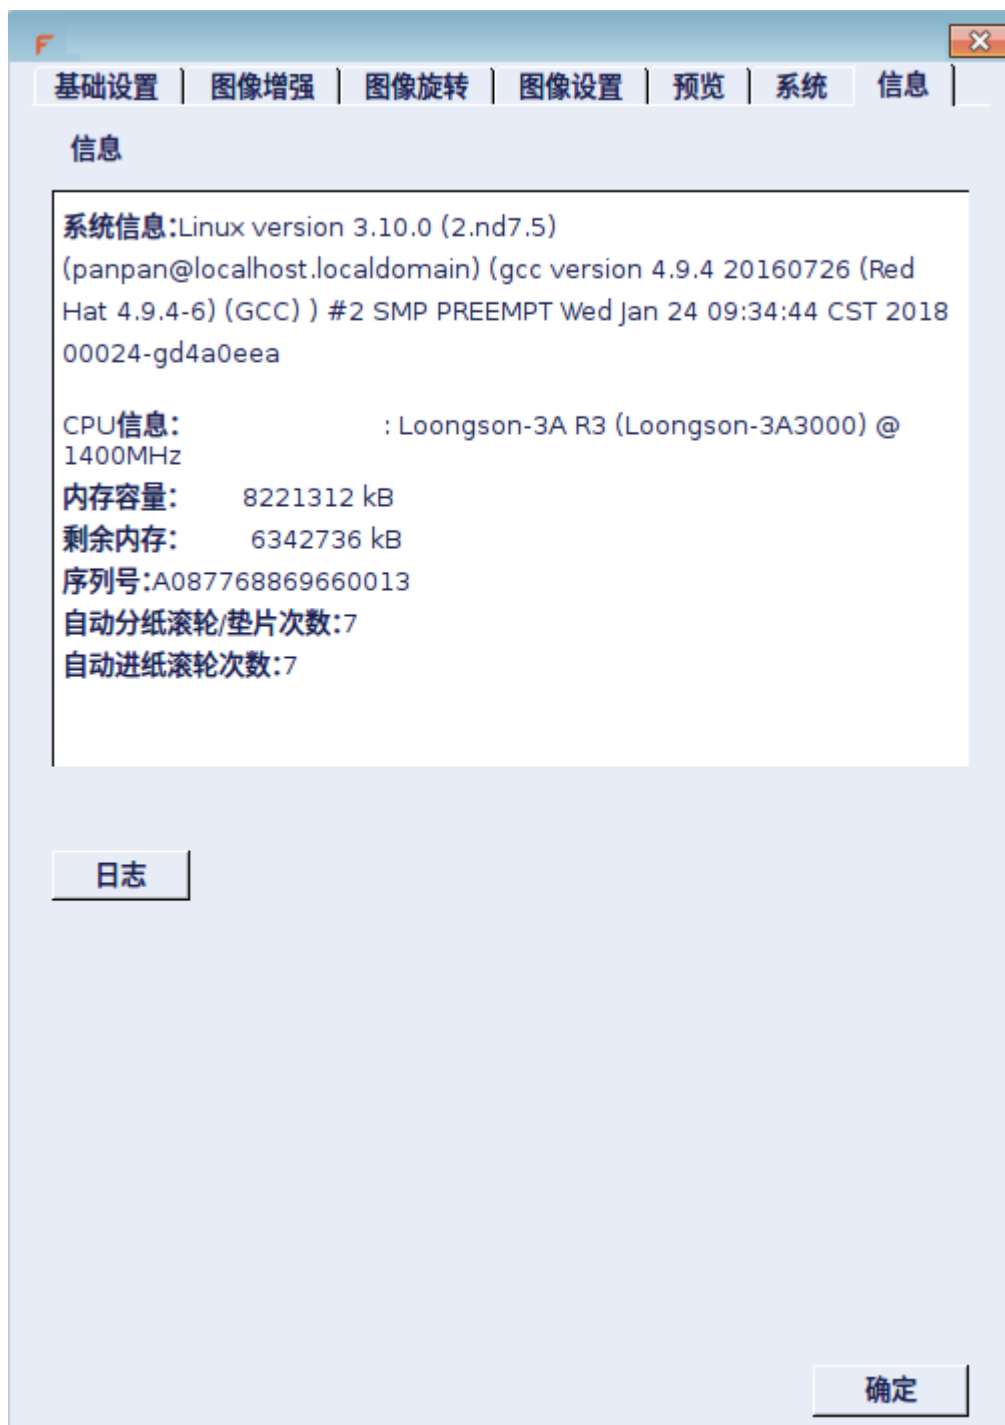 基础设置 图像增强 图像旋转 图像设置 预览 系统 信息
信息
系统信息:Linux version 3.10.0 (2.nd7.5)
(panpan@localhost.localdomain) (gcc version 4.9.4 20160726 (Red
Hat 4.9.4-6) (GCC) ) #2 SMP PREEMPT Wed Jan 24 09:34:44 CST 2018
00024-gd4a0eea
CPU信息: : Loongson-3A R3 (Loongson-3A3000) @
1400MHz
内存容量: 8221312 kB
剩余内存: 6342736 kB
序列号:A087768869660013
自动分纸滚轮/垫片次数:7
自动进纸滚轮次数:7
日志
确定